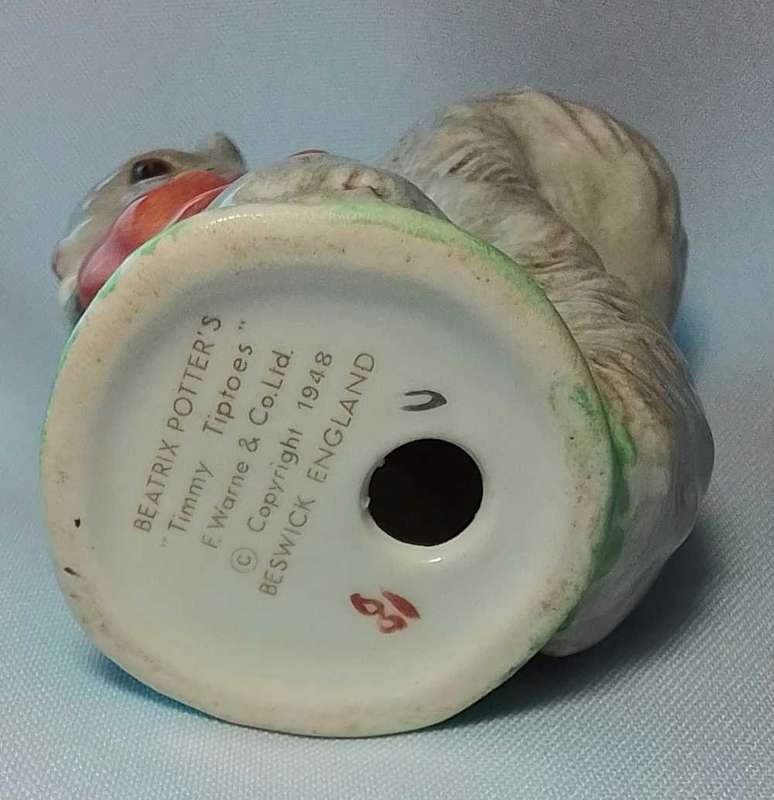 BEATRIX POTTER'S
"Timmy Tiptoes"
F. Warne & Co. Ltd.
© Copyright 1948
BESWICK ENGLAND